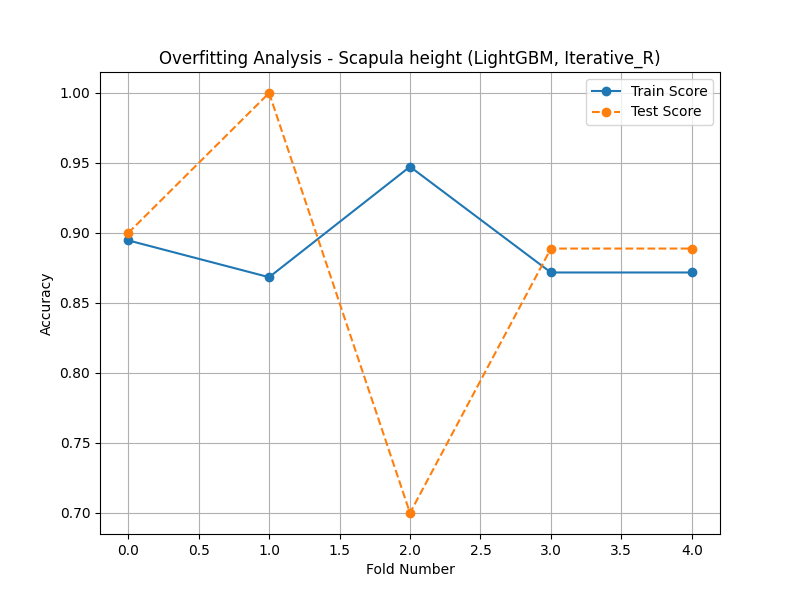 Overfitting Analysis - Scapula height (LightGBM, Iterative_R)
Train Score
Test Score
1.00
0.95
0.90
0.85
0.80
0.75
0.70
Accuracy
0.0 0.5 1.0 1.5 2.0 2.5 3.0 3.5 4.0
Fold Number